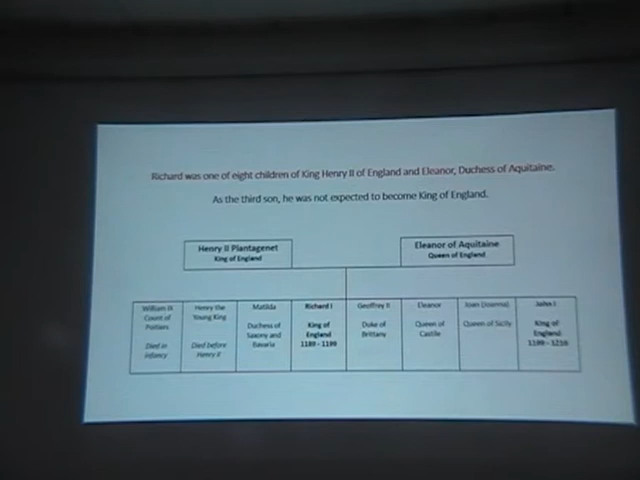 Richard was one of eight children of King Henry II of England and Eleanor, Duchess of Aquitaine.
As the third son, he was not expected to become King of England.
Henry II Plantagenet
King of England
Eleanor of Aquitaine
Queen of England
William IX
Count of
Poitiers
Died in
infancy
Henry the
Young King
Died before
Henry II
Matilda
Duchess of
Saxony and
Bavaria
Richard I
King of
England
1189 - 1199
Geoffrey II
Duke of
Brittany
Eleanor
Queen of
Castile
Joan
Queen of Sicily
John I
King of
England
1199 - 1216